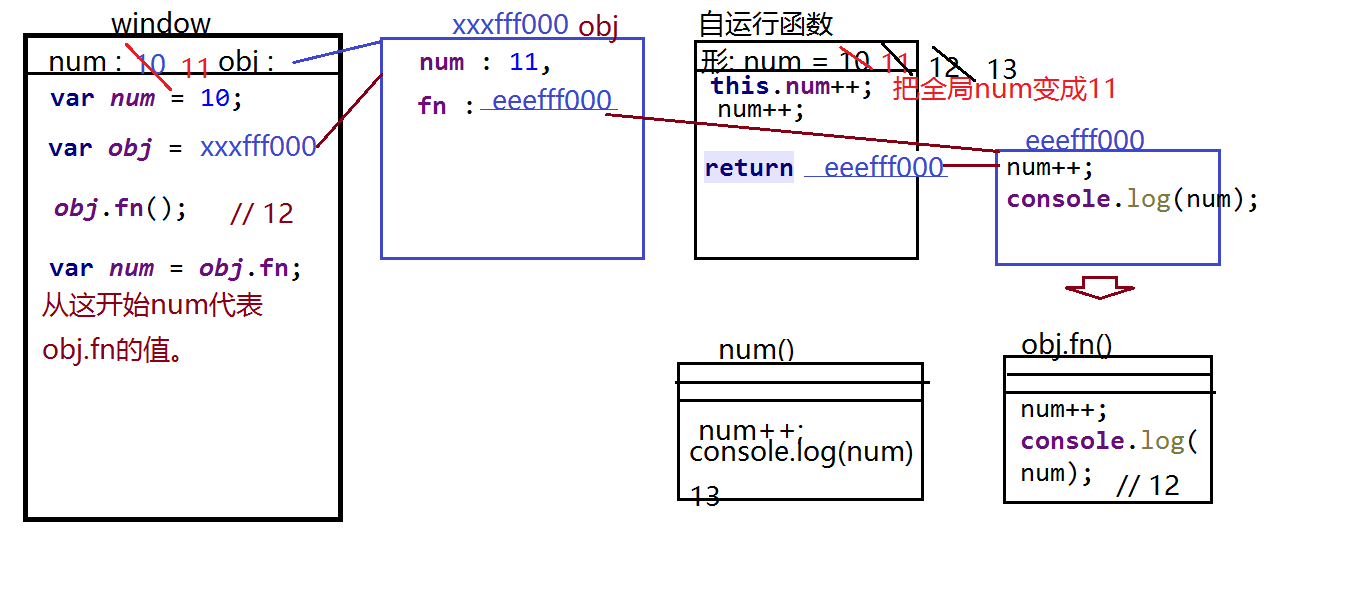 window
num : 10 11 obj :
var num = 10;
var obj = xxxfff000
obj.fn(); // 12
var num = obj.fn;
从这开始num代表
obj.fn的值。
xxxfff000 obj
num : 11,
fn : eeefff000
自运行函数
形: num = 10 11 12 13
this.num++; 把全局num变成11
num++;
return eeefff000
eeefff000
num++;
console.log(num);
num()
num++;
console.log(num)
13
obj.fn()
num++;
console.log(
num); // 12